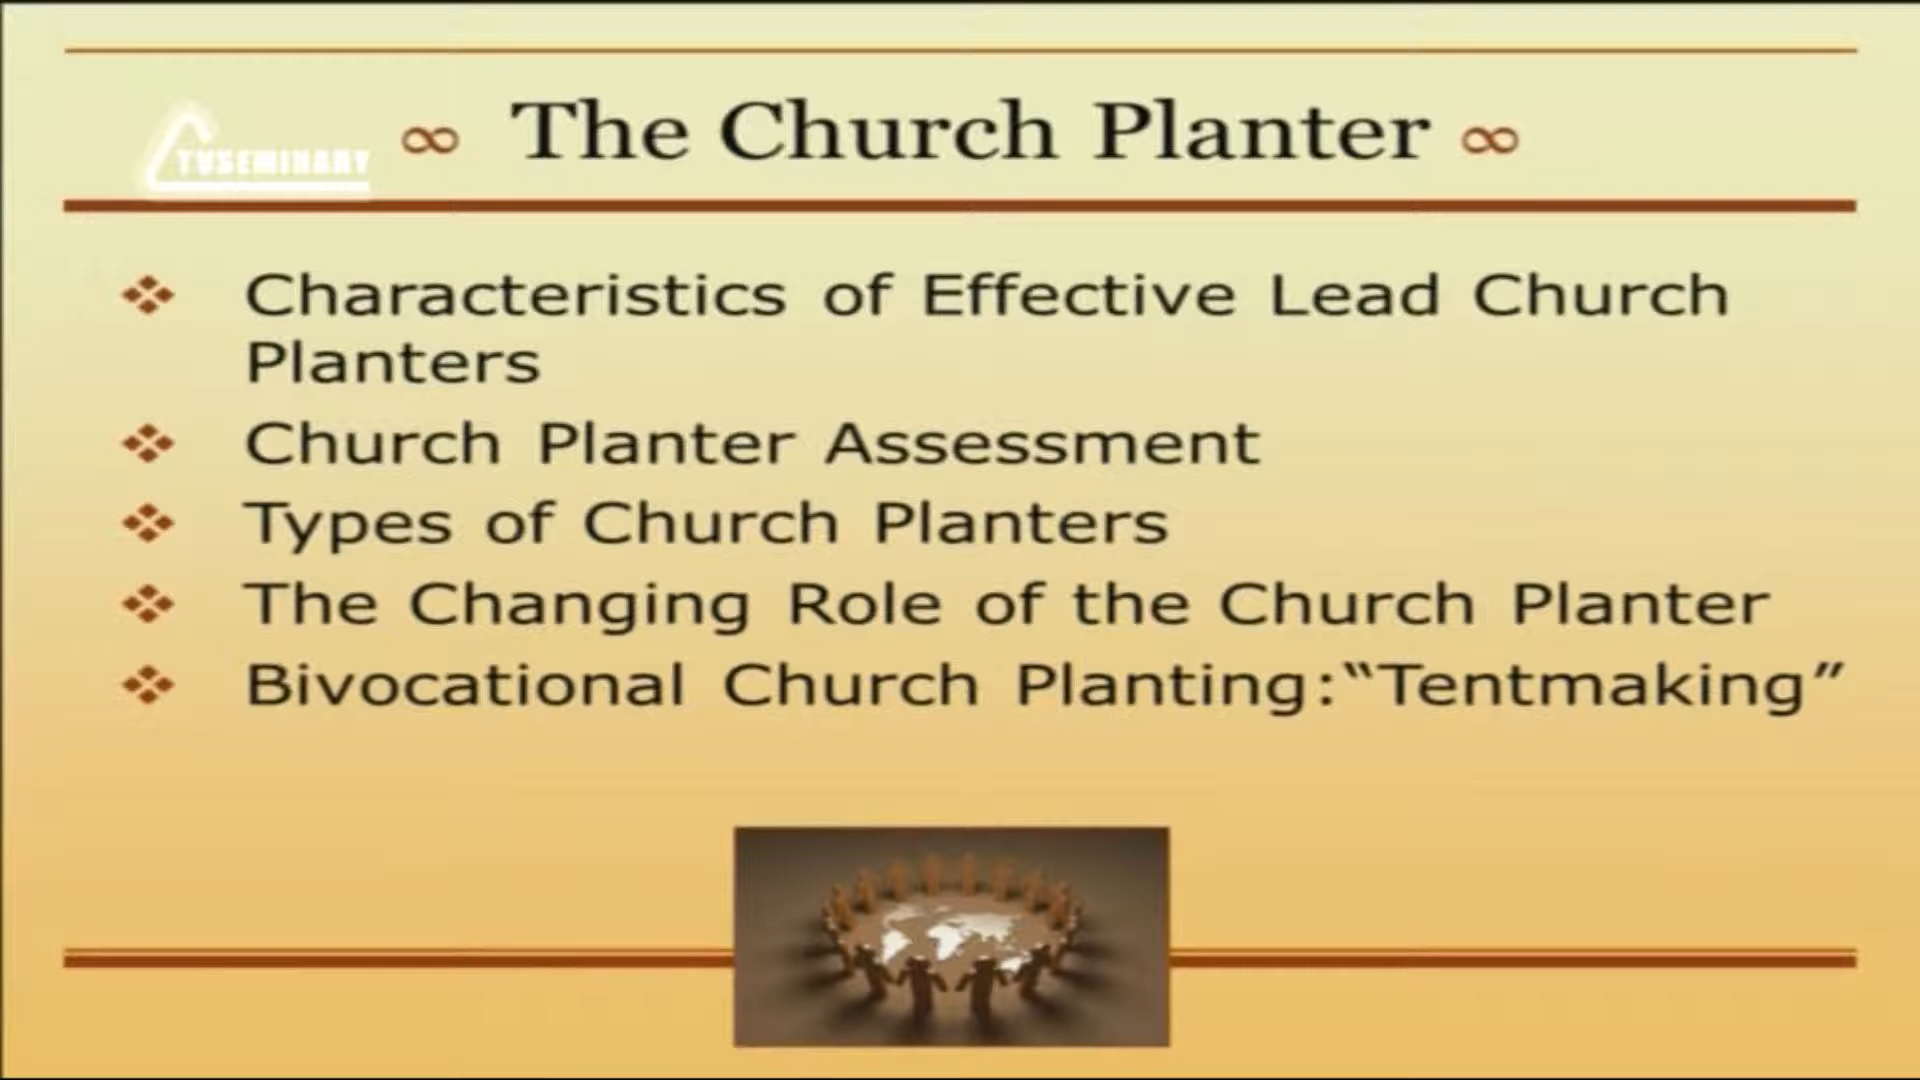 TVSEMINARY
∞ The Church Planter ∞
Characteristics of Effective Lead Church
Planters
Church Planter Assessment
Types of Church Planters
The Changing Role of the Church Planter
Bivocational Church Planting:“Tentmaking”